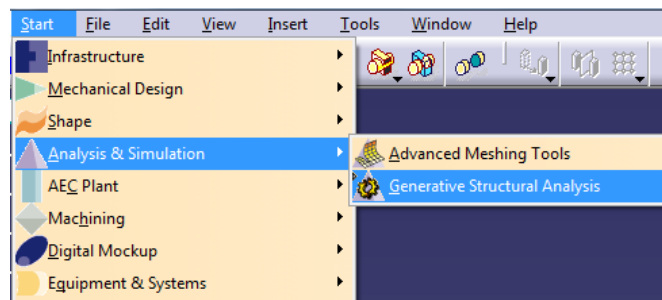 Start File Edit View Insert Tools Window Help
Infrastructure
Mechanical Design
Shape
Analysis & Simulation
Advanced Meshing Tools
AEC Plant
Generative Structural Analysis
Machining
Digital Mockup
Equipment & Systems